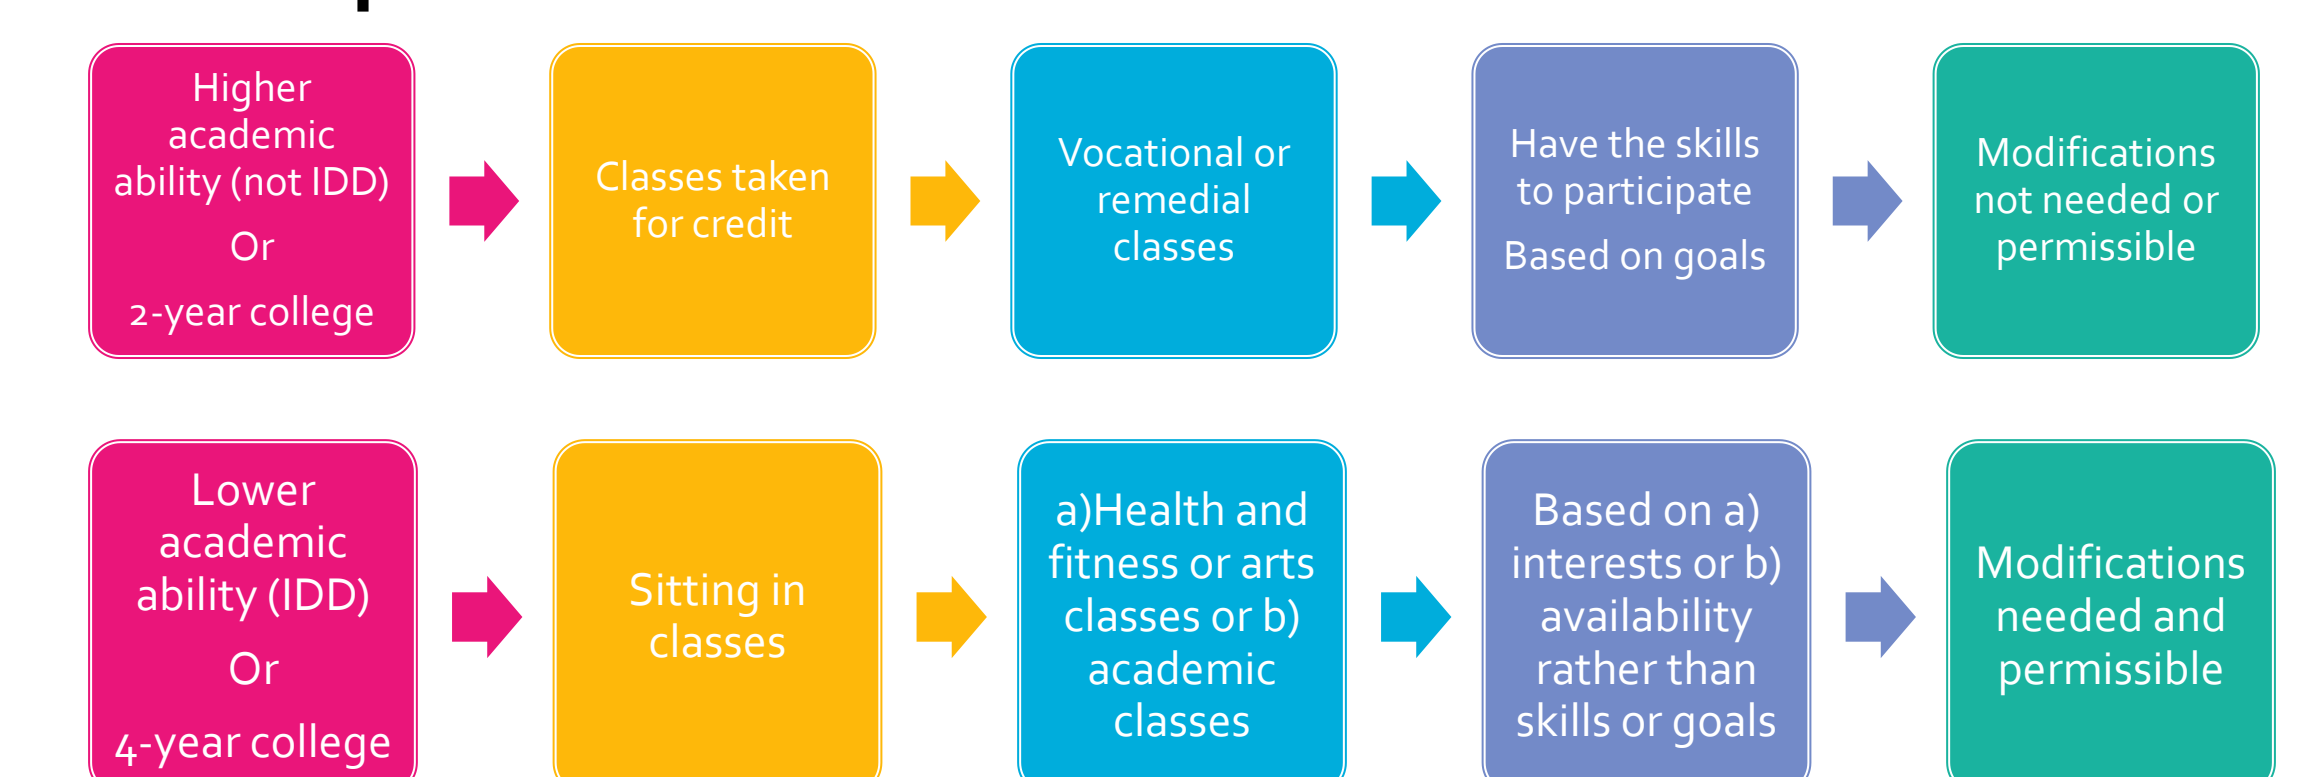 Higher
academic
ability (not IDD)
Or
2-year college
Classes taken
for credit
Vocational or
remedial
classes
Have the skills
to participate
Based on goals
Modifications
not needed or
permissible
Lower
academic
ability (IDD)
Or
4-year college
Sitting in
classes
a)Health and
fitness or arts
classes or b)
academic
classes
Based on a)
interests or b)
availability
rather than
skills or goals
Modifications
needed and
permissible